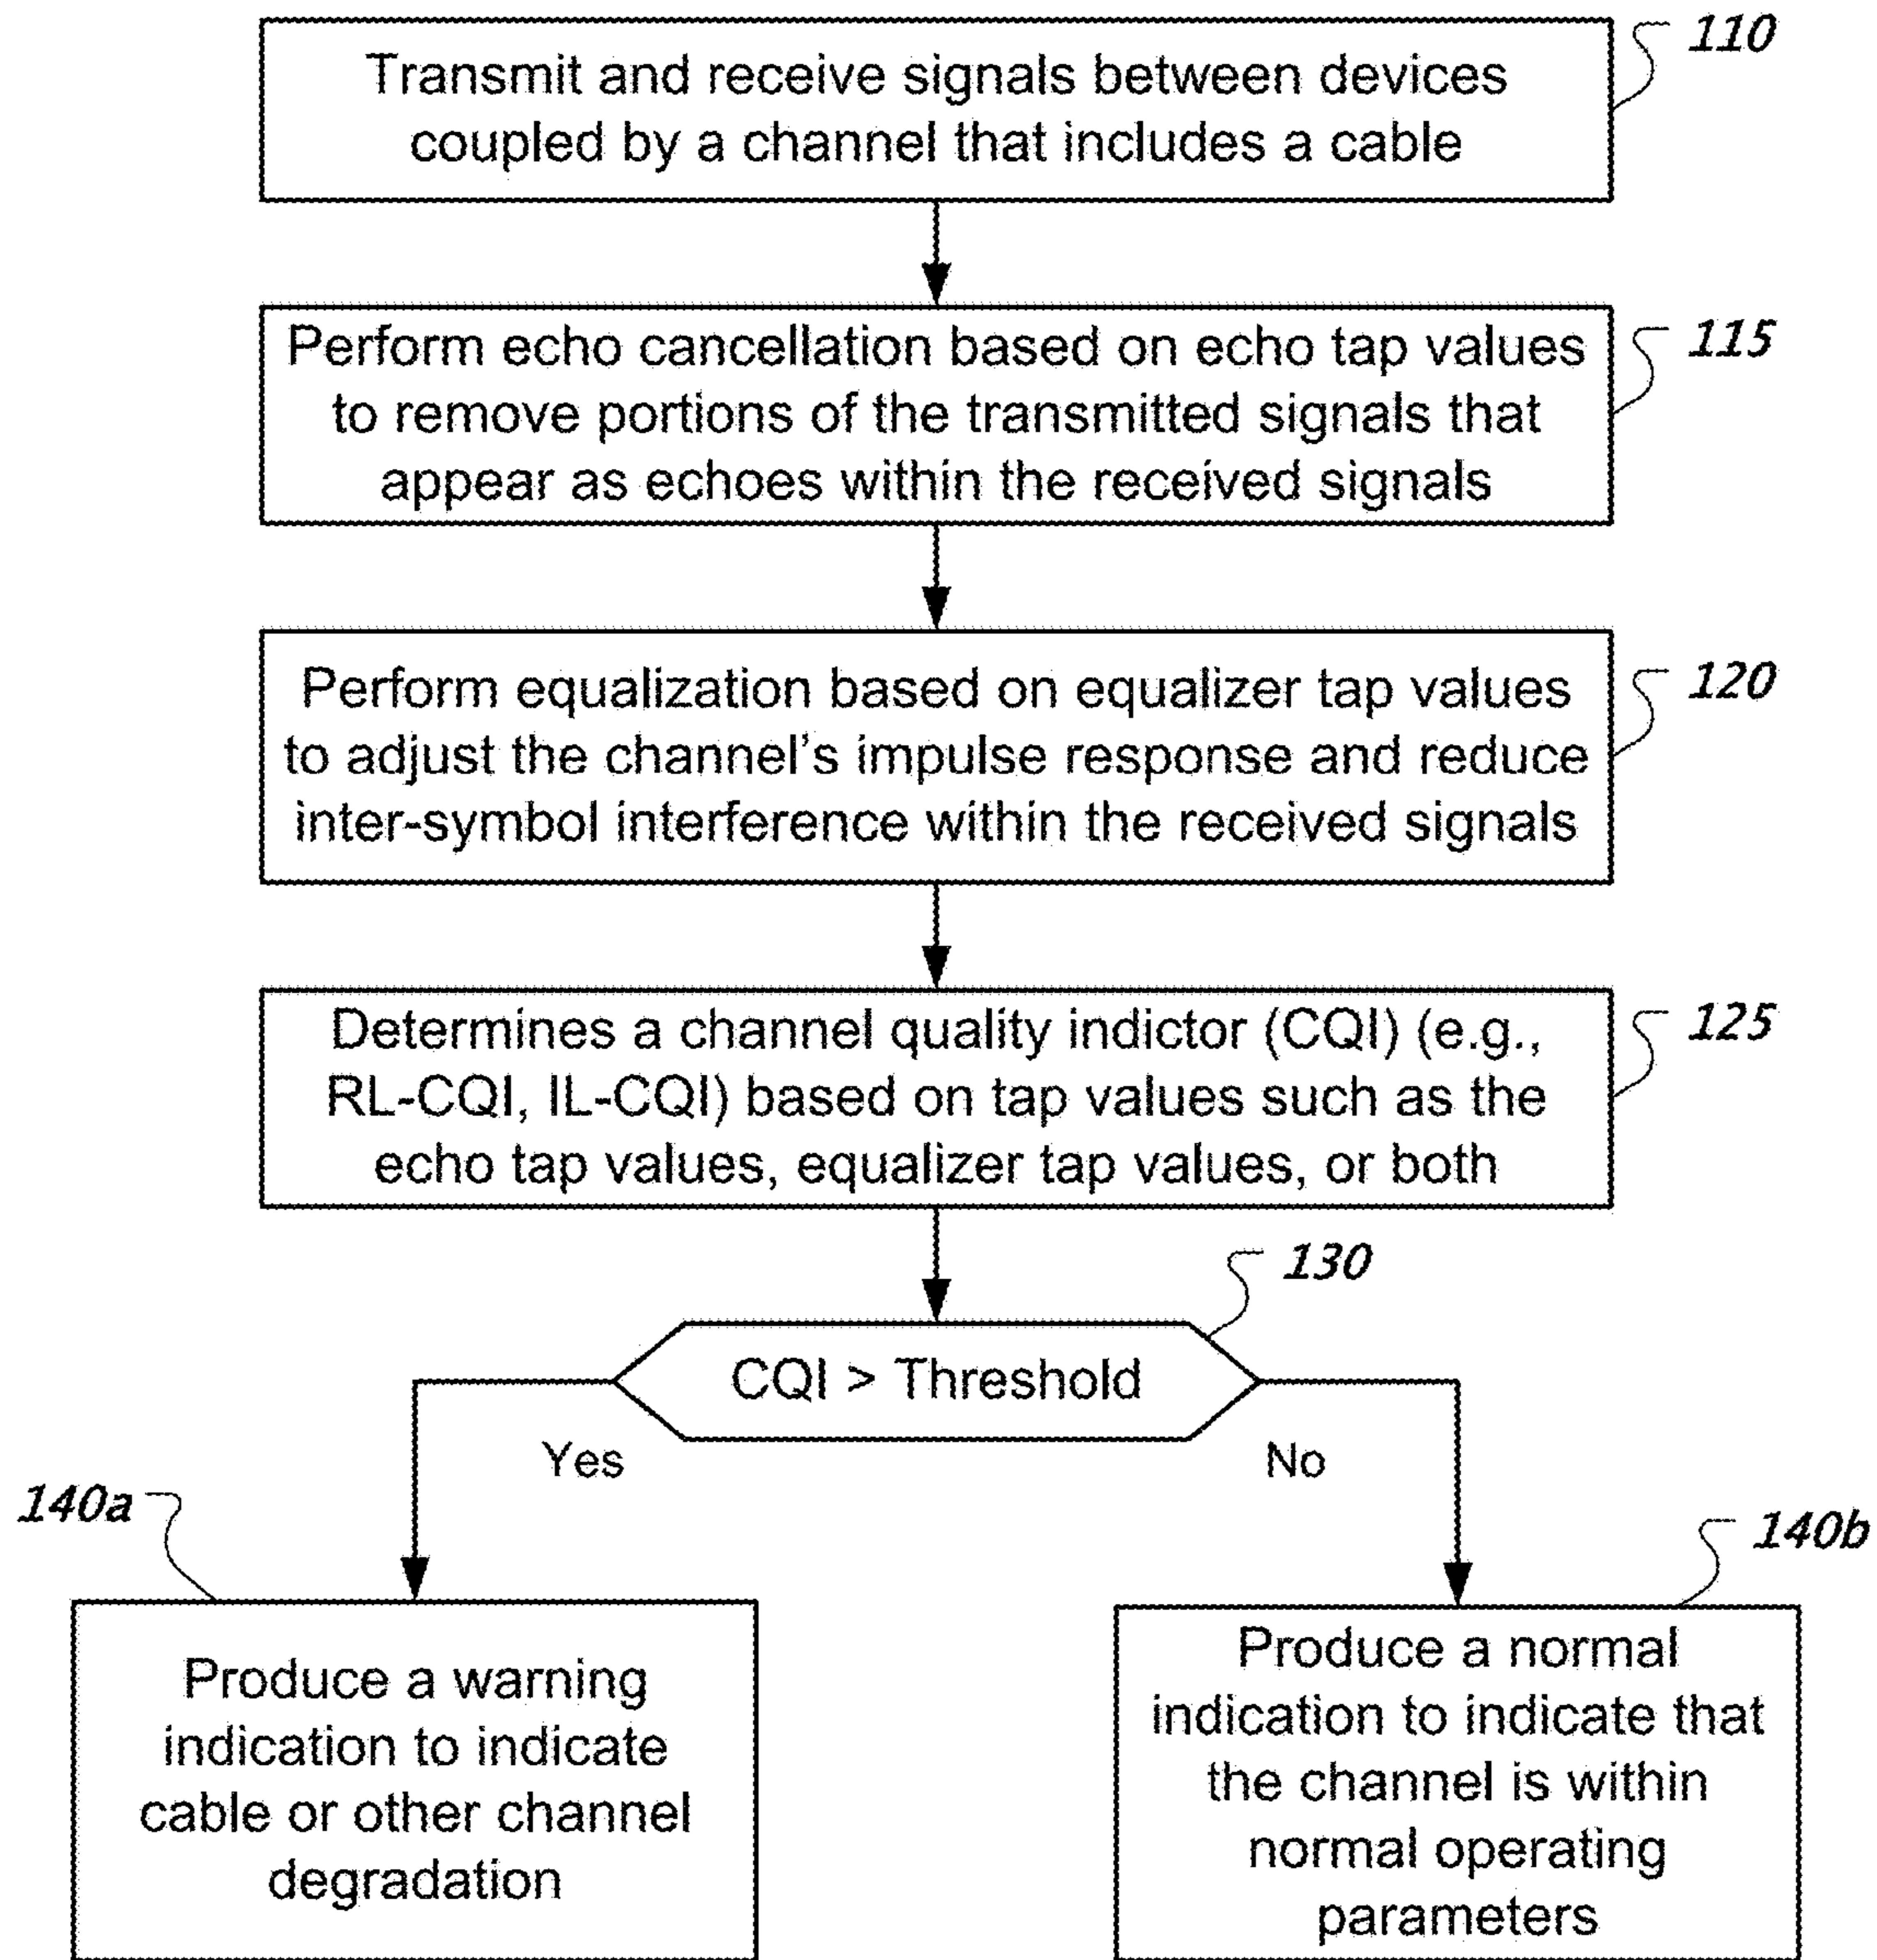 110
Transmit and receive signals between devices
coupled by a channel that includes a cable
115
Perform echo cancellation based on echo tap values
to remove portions of the transmitted signals that
appear as echoes within the received signals
120
Perform equalization based on equalizer tap values
to adjust the channel's impulse response and reduce
inter-symbol interference within the received signals
125
Determines a channel quality indictor (CQI) (e.g.,
RL-CQI, IL-CQI) based on tap values such as the
echo tap values, equalizer tap values, or both
130
CQI > Threshold
Yes
No
140a
Produce a warning
indication to indicate
cable or other channel
degradation
140b
Produce a normal
indication to indicate that
the channel is within
normal operating
parameters